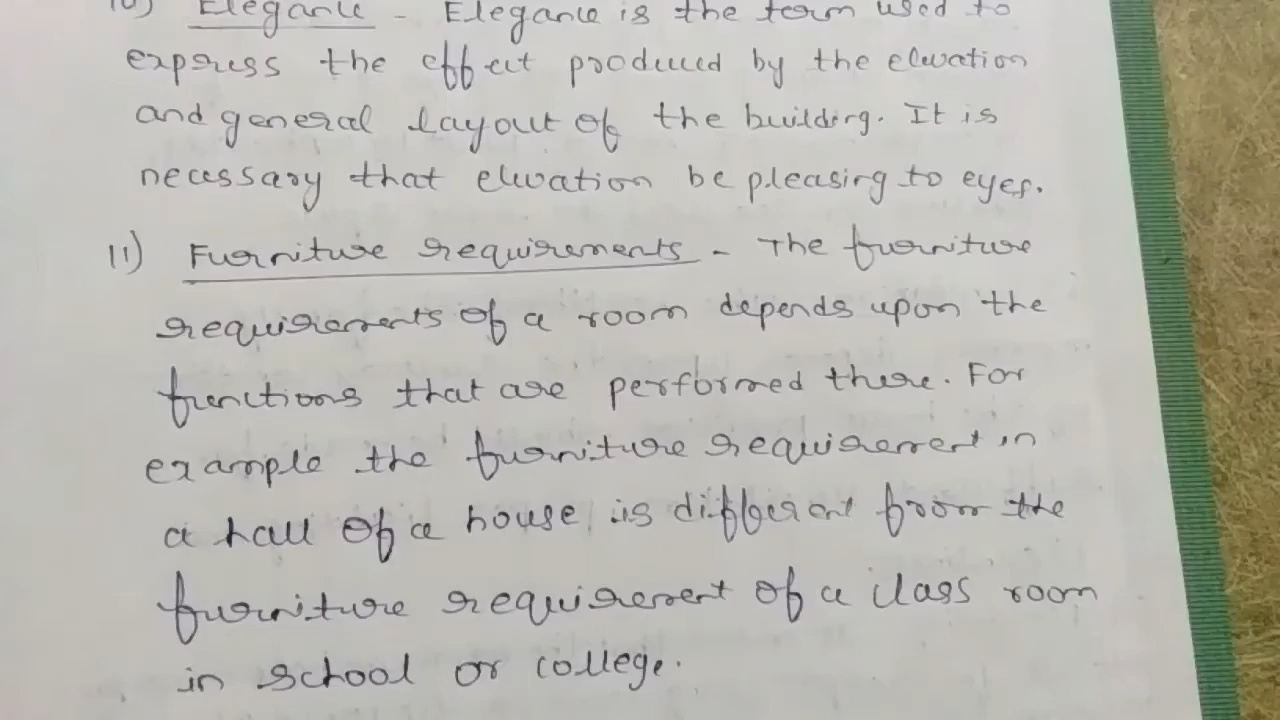 10) Elegance - Elegance is the term used to
express the effect produced by the elevation
and general layout of the building. It is
necessary that elevation be pleasing to eyes.
11) Furniture requirements - The furniture
requirements of a room depends upon the
functions that are performed there. For
example the furniture requirement in
a hall of a house is different from the
furniture requirement of a class room
in school or college.